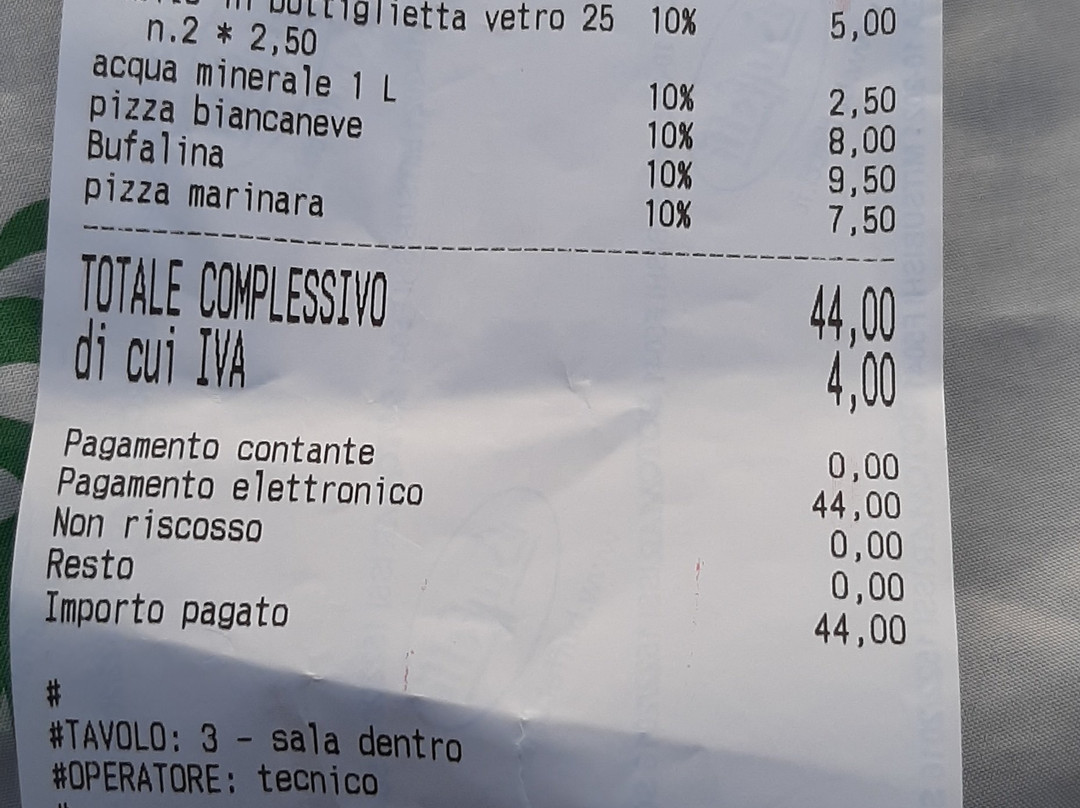 in bottiglietta vetro 25 10% 5,00
n.2 * 2,50
acqua minerale 1 L 10% 2,50
pizza biancaneve 10% 8,00
Bufalina 10% 9,50
pizza marinara 10% 7,50
TOTALE COMPLESSIVO 44,00
di cui IVA 4,00
Pagamento contante 0,00
Pagamento elettronico 44,00
Non riscosso 0,00
Resto 0,00
Importo pagato 44,00
#
#TAVOLO: 3 - sala dentro
#OPERATORE: tecnico